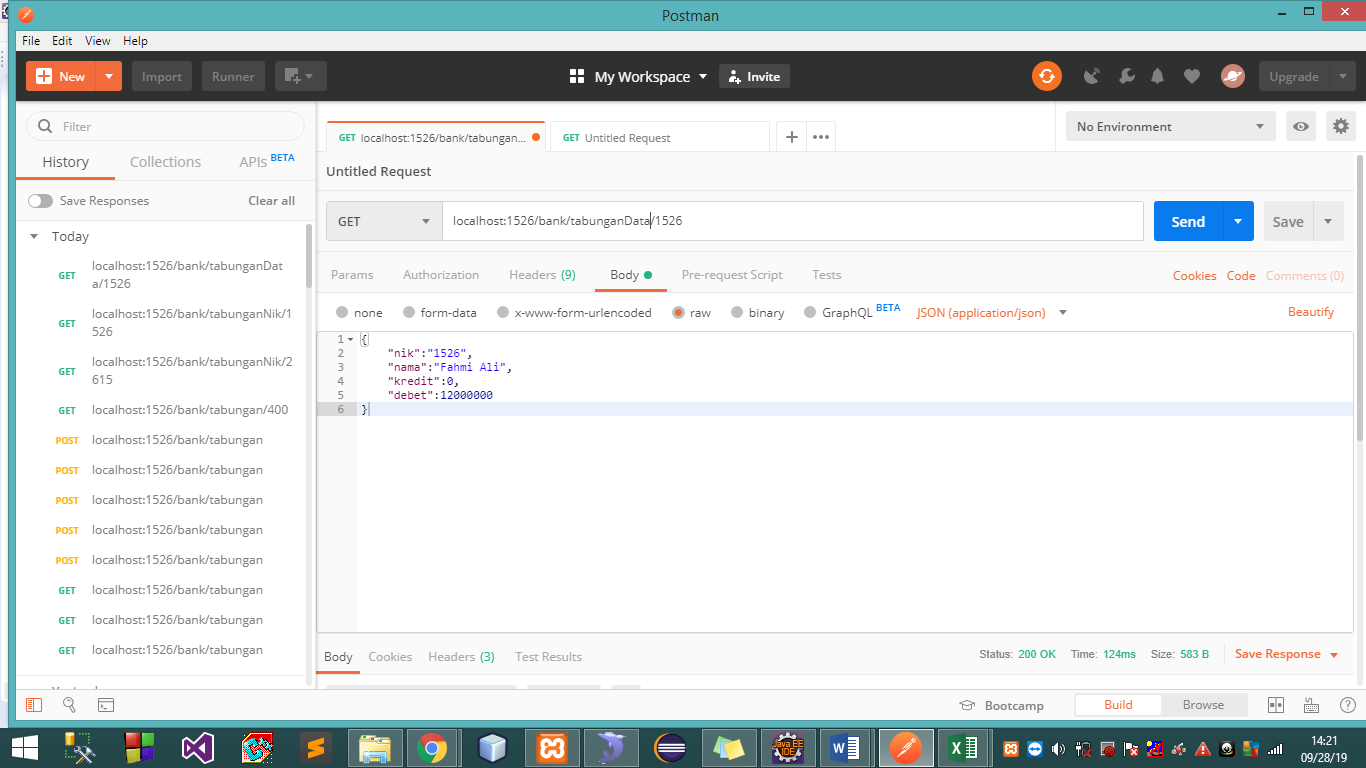 Postman
File Edit View Help
New Import Runner My Workspace Invite Upgrade
Filter
History Collections APIs BETA
Save Responses Clear all
Today
GET localhost:1526/bank/tabunganDat
a/1526
GET localhost:1526/bank/tabunganNik/1
526
GET localhost:1526/bank/tabunganNik/2
615
GET localhost:1526/bank/tabungan/400
POST localhost:1526/bank/tabungan
POST localhost:1526/bank/tabungan
POST localhost:1526/bank/tabungan
POST localhost:1526/bank/tabungan
POST localhost:1526/bank/tabungan
GET localhost:1526/bank/tabungan
GET localhost:1526/bank/tabungan
GET localhost:1526/bank/tabungan
GET localhost:1526/bank/tabungan... GET Untitled Request No Environment
Untitled Request
GET localhost:1526/bank/tabunganData/1526 Send Save
Params Authorization Headers (9) Body Pre-request Script Tests Cookies Code Comments (0)
none form-data x-www-form-urlencoded raw binary GraphQL BETA JSON (application/json) Beautify
1 {
2 "nik":"1526",
3 "nama":"Fahmi Ali",
4 "kredit":0,
5 "debet":12000000
6 }
Body Cookies Headers (3) Test Results Status: 200 OK Time: 124ms Size: 583 B Save Response
Bootcamp Build Browse
Java EE
IDE
14:21
09/28/19